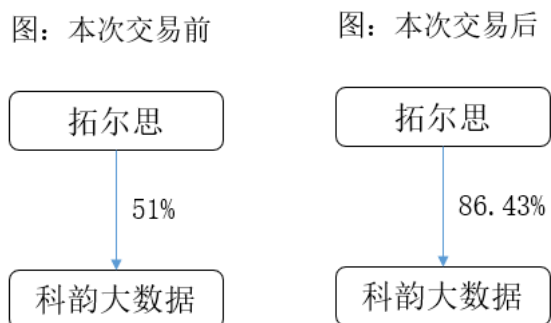 图：本次交易前
拓尔思
51%
科韵大数据
图：本次交易后
拓尔思
86.43%
科韵大数据